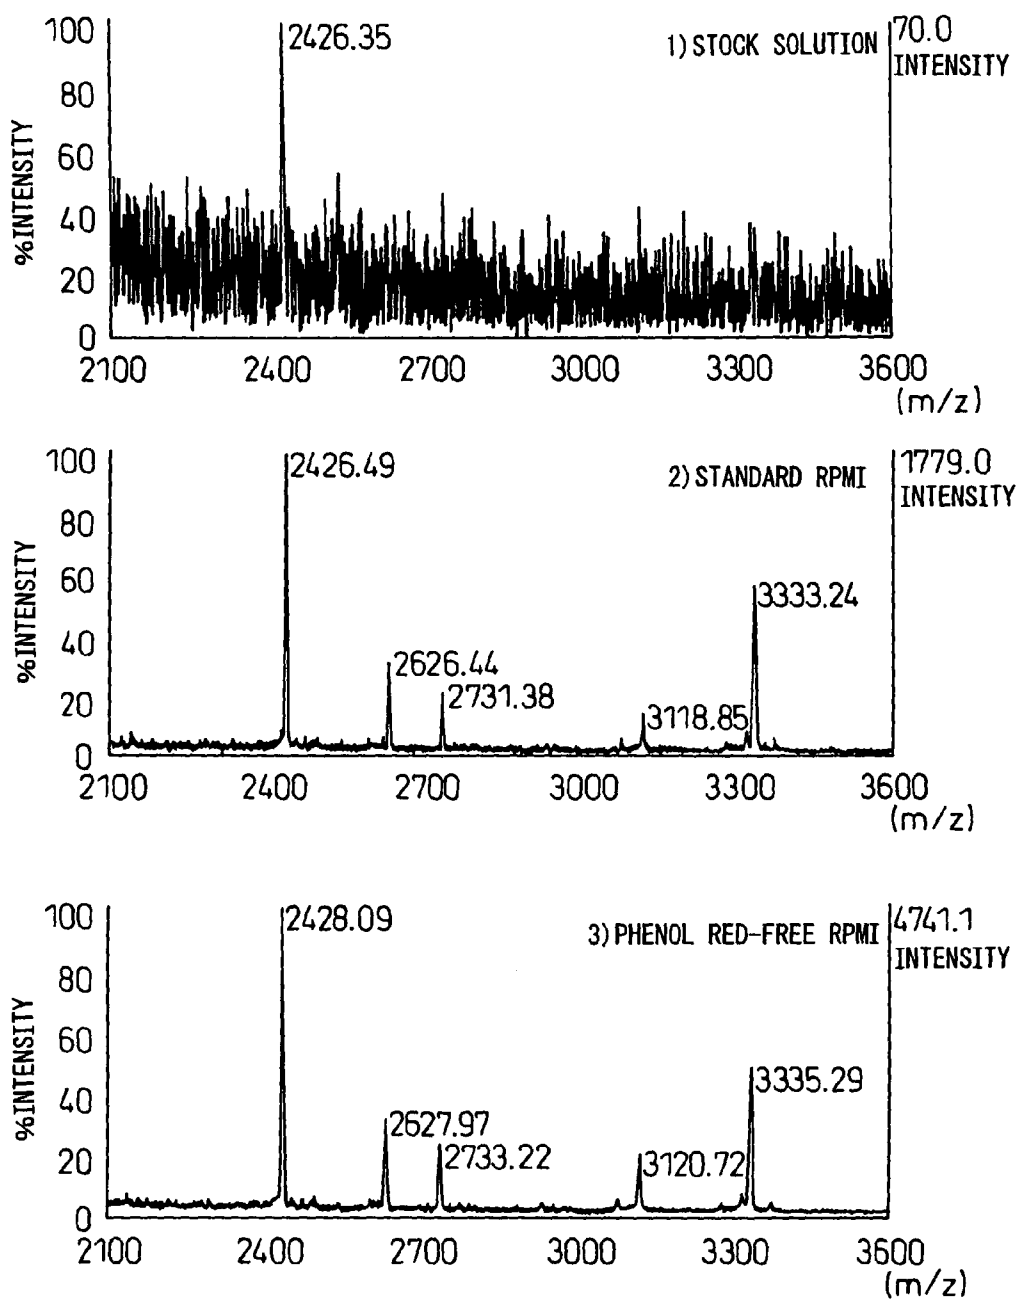 100
80
60
40
20
0
%INTENSITY
2426.35
1) STOCK SOLUTION
70.0
INTENSITY
2100 2400 2700 3000 3300 3600
(m/z)
100
80
60
40
20
0
%INTENSITY
2426.49
2626.44
2731.38
3118.85
3333.24
2) STANDARD RPMI
1779.0
INTENSITY
2100 2400 2700 3000 3300 3600
(m/z)
100
80
60
40
20
0
%INTENSITY
2428.09
2627.97
2733.22
3120.72
3335.29
3) PHENOL RED-FREE RPMI
4741.1
INTENSITY
2100 2400 2700 3000 3300 3600
(m/z)